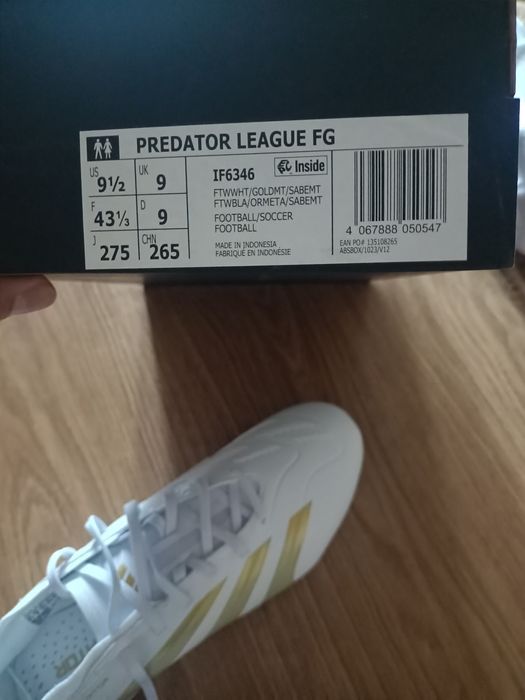 PREDATOR LEAGUE FG
US 9½ UK 9
F 43⅓ D 9
J 275 CHN 265
IF6346
Inside
FTWWHT/GOLDMT/SABEMT
FTWBLA/ORMETA/SABEMT
FOOTBALL/SOCCER
FOOTBALL
MADE IN INDONESIA
FABRIQUÉ EN INDONÉSIE
4 067888 050547
EAN PO# 135108265
ABSBOX/1023/V12